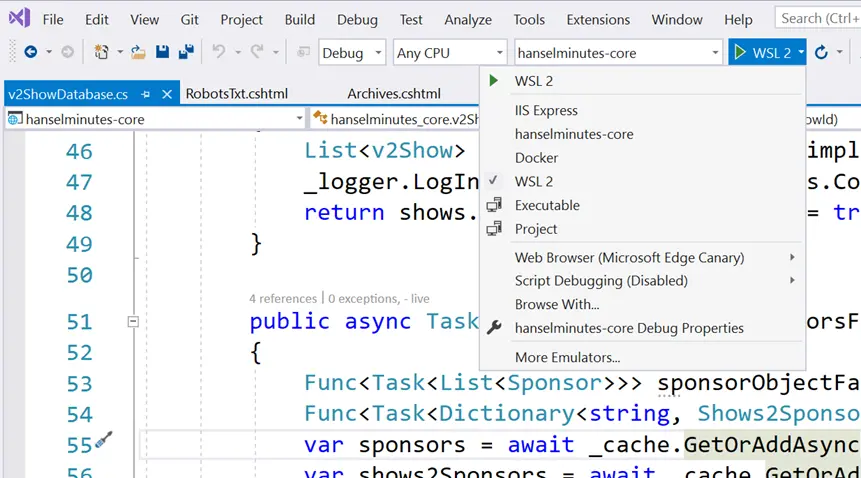 File Edit View Git Project Build Debug Test Analyze Tools Extensions Window Help Search (Ctrl+
Debug Any CPU hanselminutes-core WSL 2
v2ShowDatabase.cs RobotsTxt.cshtml Archives.cshtml
hanselminutes-core hanselminutes_core.v2Sh owId)
WSL 2
IIS Express
hanselminutes-core
Docker
WSL 2
Executable
Project
Web Browser (Microsoft Edge Canary)
Script Debugging (Disabled)
Browse With...
hanselminutes-core Debug Properties
More Emulators...
46 List<v2Show> impl
47 _logger.LogIn s.Co
48 return shows. = tr
49 }
50
4 references | 0 exceptions, - live
51 public async Task orsF
52 {
53 Func<Task<List<Sponsor>>> sponsorObjectFa
54 Func<Task<Dictionary<string, Shows2Sponso
55 var sponsors = await _cache.GetOrAddAsync
56 var shows2Sponsors = await _cache.GetOrAd